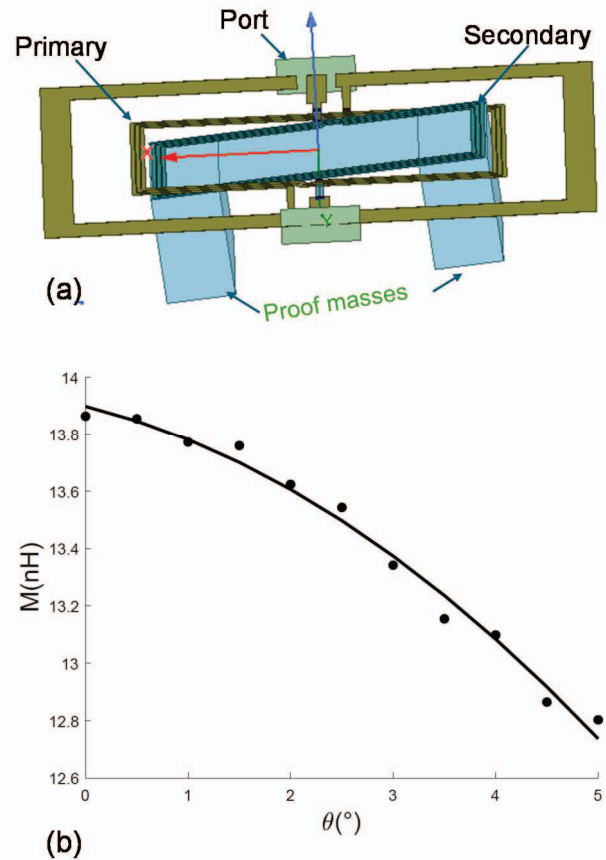 Port
Primary
Secondary
X
Y
(a)
Proof masses
14
13.8
13.6
13.4
13.2
13
12.8
12.6
M(nH)
0 1 2 3 4 5
θ(°)
(b)